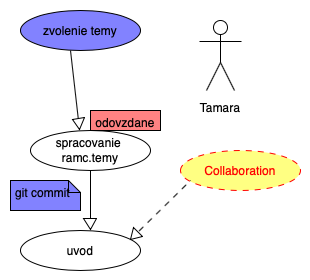 zvolenie temy
odovzdane
Tamara
spracovanie
ramc.temy
Collaboration
git commit
uvod